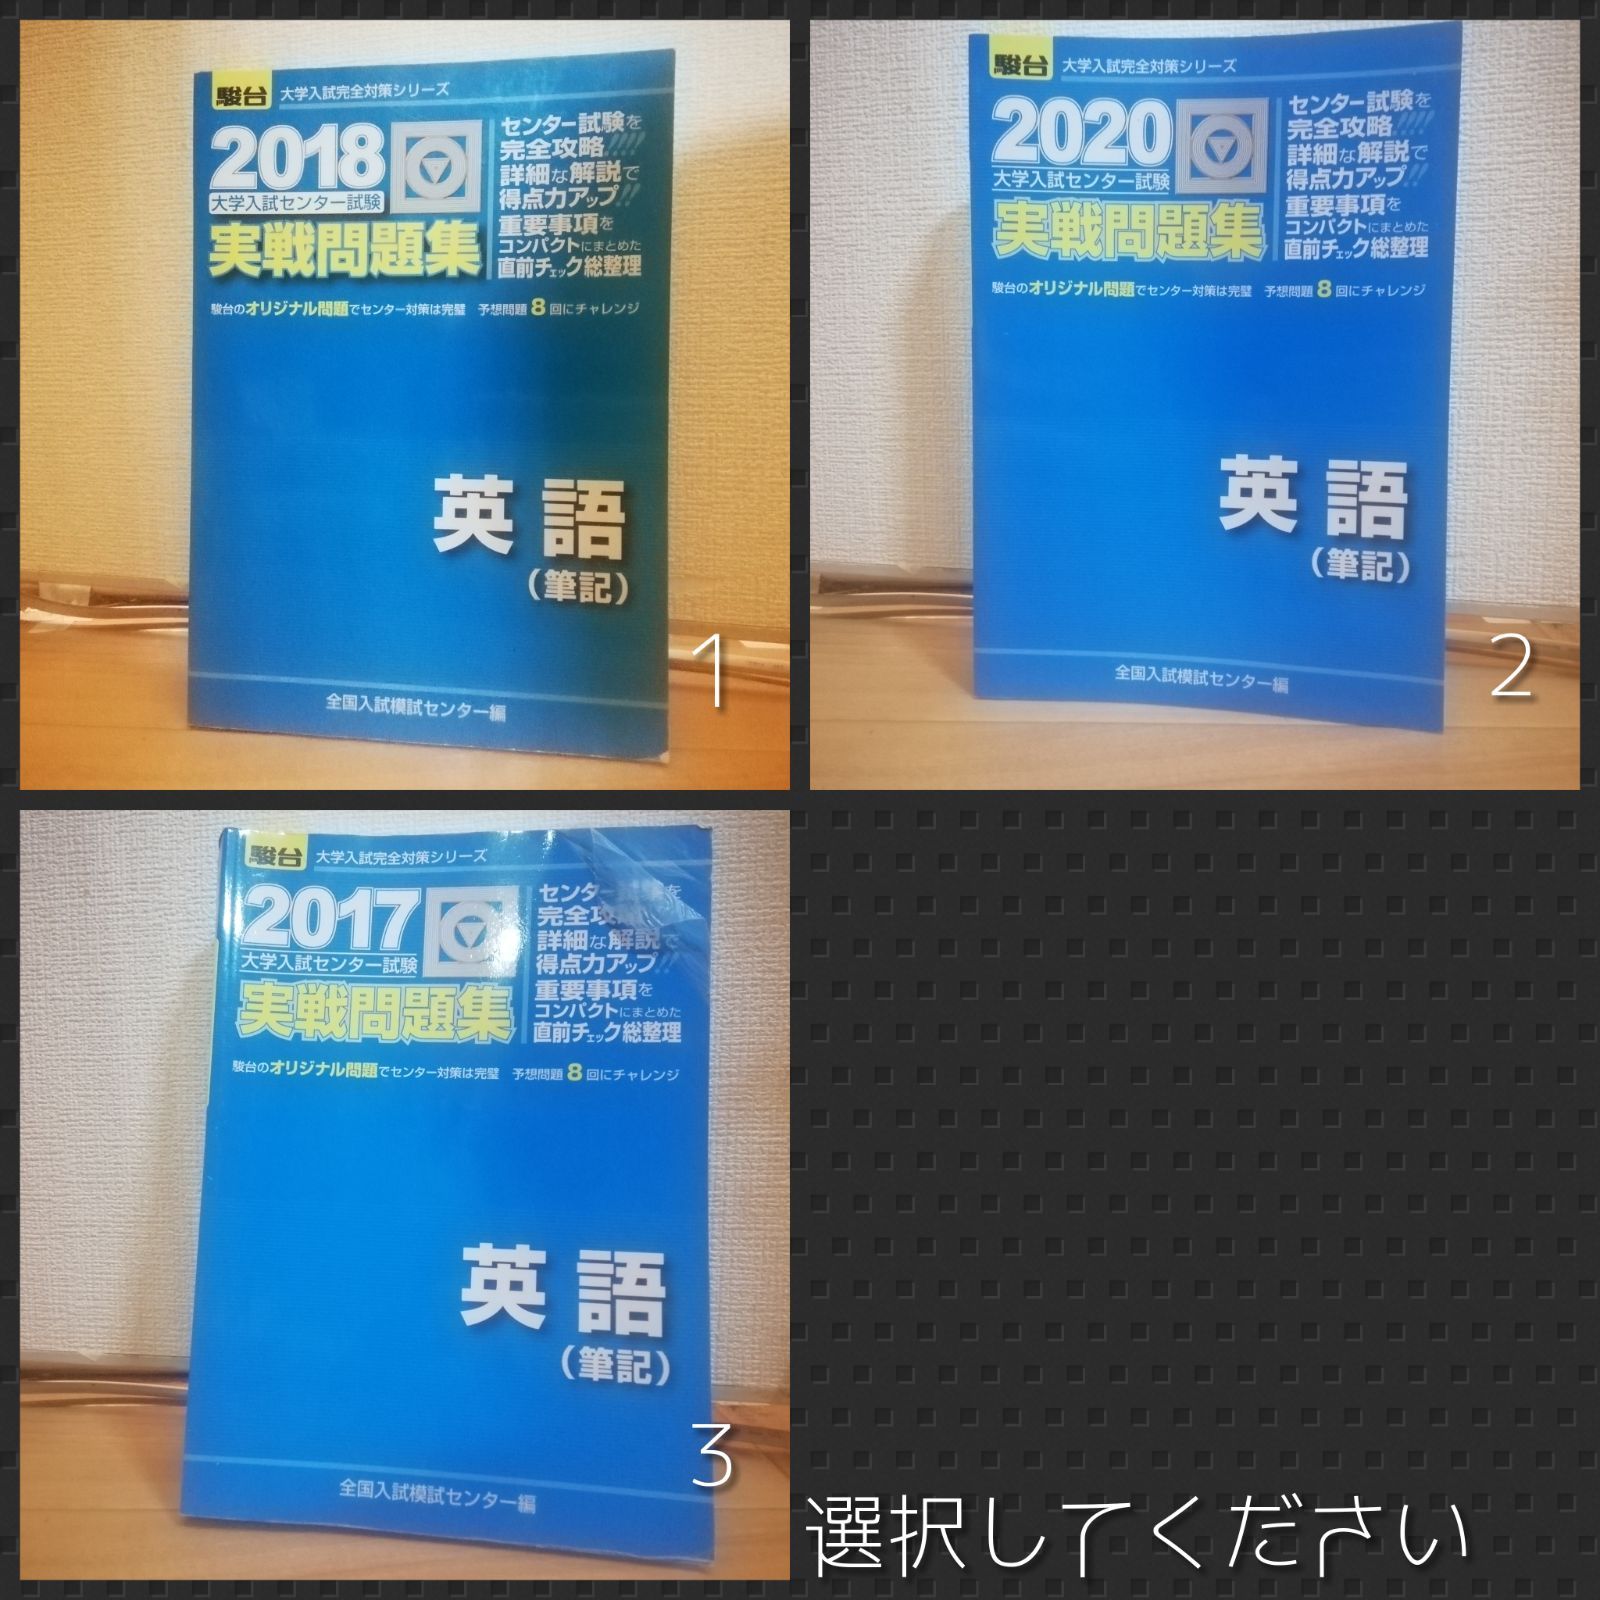 駿台 大学入試完全対策シリーズ
2018
大学入試センター試験
実戦問題集
センター試験を
完全攻略!!!!
詳細な解説で
得点力アップ!!
重要事項を
コンパクトにまとめた
直前チェック総整理
駿台のオリジナル問題でセンター対策は完璧 予想問題8回にチャレンジ
英語
(筆記)
全国入試模試センター編
1
駿台 大学入試完全対策シリーズ
2020
大学入試センター試験
実戦問題集
センター試験を
完全攻略!!!!
詳細な解説で
得点力アップ!!
重要事項を
コンパクトにまとめた
直前チェック総整理
駿台のオリジナル問題でセンター対策は完璧 予想問題8回にチャレンジ
英語
(筆記)
全国入試模試センター編
2
駿台 大学入試完全対策シリーズ
2017
大学入試センター試験
実戦問題集
センター試験を
完全攻略
詳細な解説で
得点力アップ!!
重要事項を
コンパクトにまとめた
直前チェック総整理
駿台のオリジナル問題でセンター対策は完璧 予想問題8回にチャレンジ
英語
(筆記)
全国入試模試センター編
3
選択してください